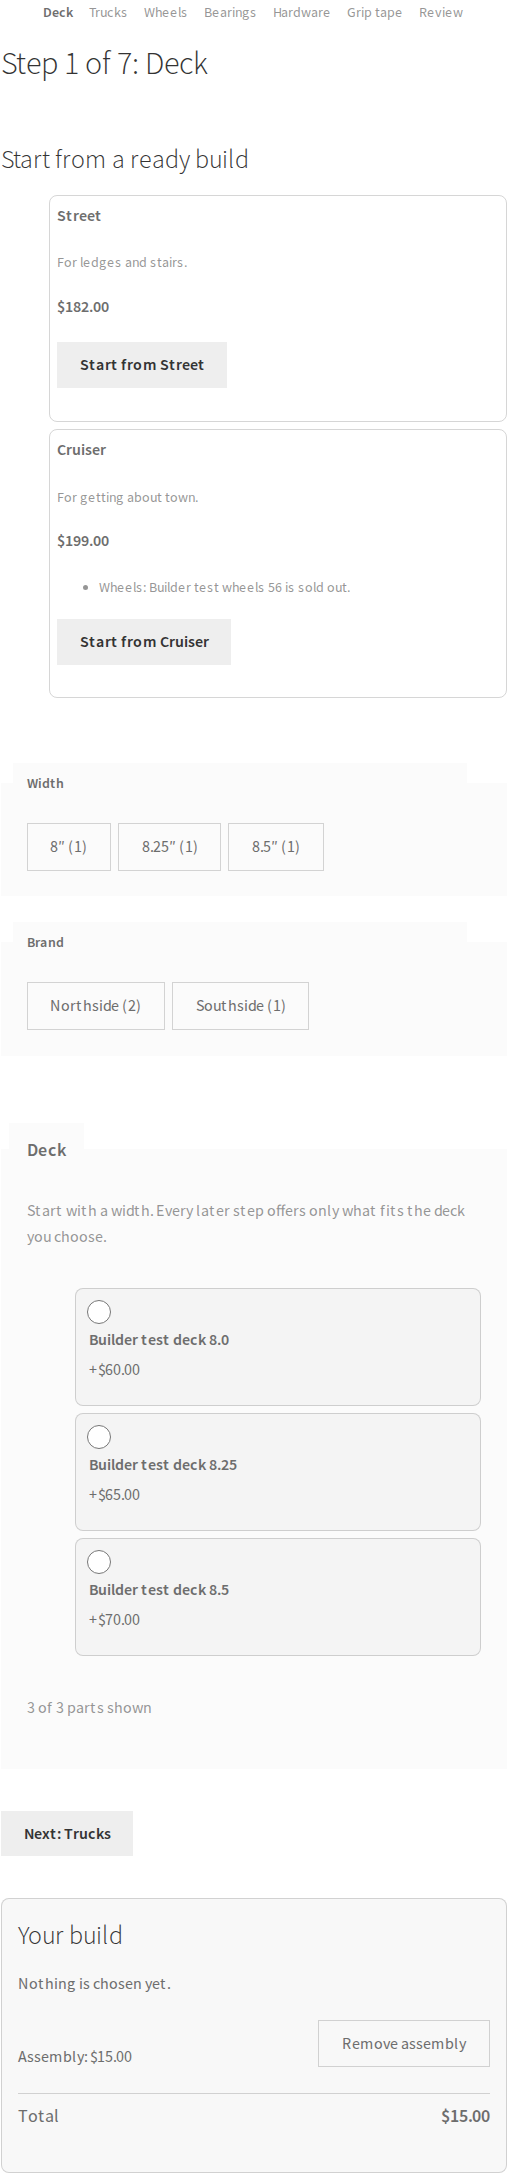 Deck Trucks Wheels Bearings Hardware Grip tape Review
Step 1 of 7: Deck
Start from a ready build
Street
For ledges and stairs.
$182.00
Start from Street
Cruiser
For getting about town.
$199.00
• Wheels: Builder test wheels 56 is sold out.
Start from Cruiser
Width
8″ (1) 8.25″ (1) 8.5″ (1)
Brand
Northside (2) Southside (1)
Deck
Start with a width. Every later step offers only what fits the deck
you choose.
Builder test deck 8.0
+$60.00
Builder test deck 8.25
+$65.00
Builder test deck 8.5
+$70.00
3 of 3 parts shown
Next: Trucks
Your build
Nothing is chosen yet.
Assembly: $15.00 Remove assembly
Total $15.00